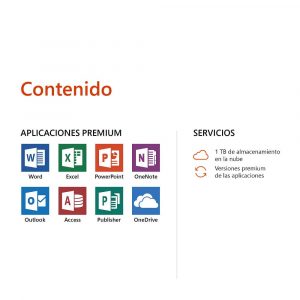 Contenido
APLICACIONES PREMIUM
Word
Excel
PowerPoint
OneNote
Outlook
Access
Publisher
OneDrive
SERVICIOS
1 TB de almacenamiento
en la nube
Versiones premium
de las aplicaciones